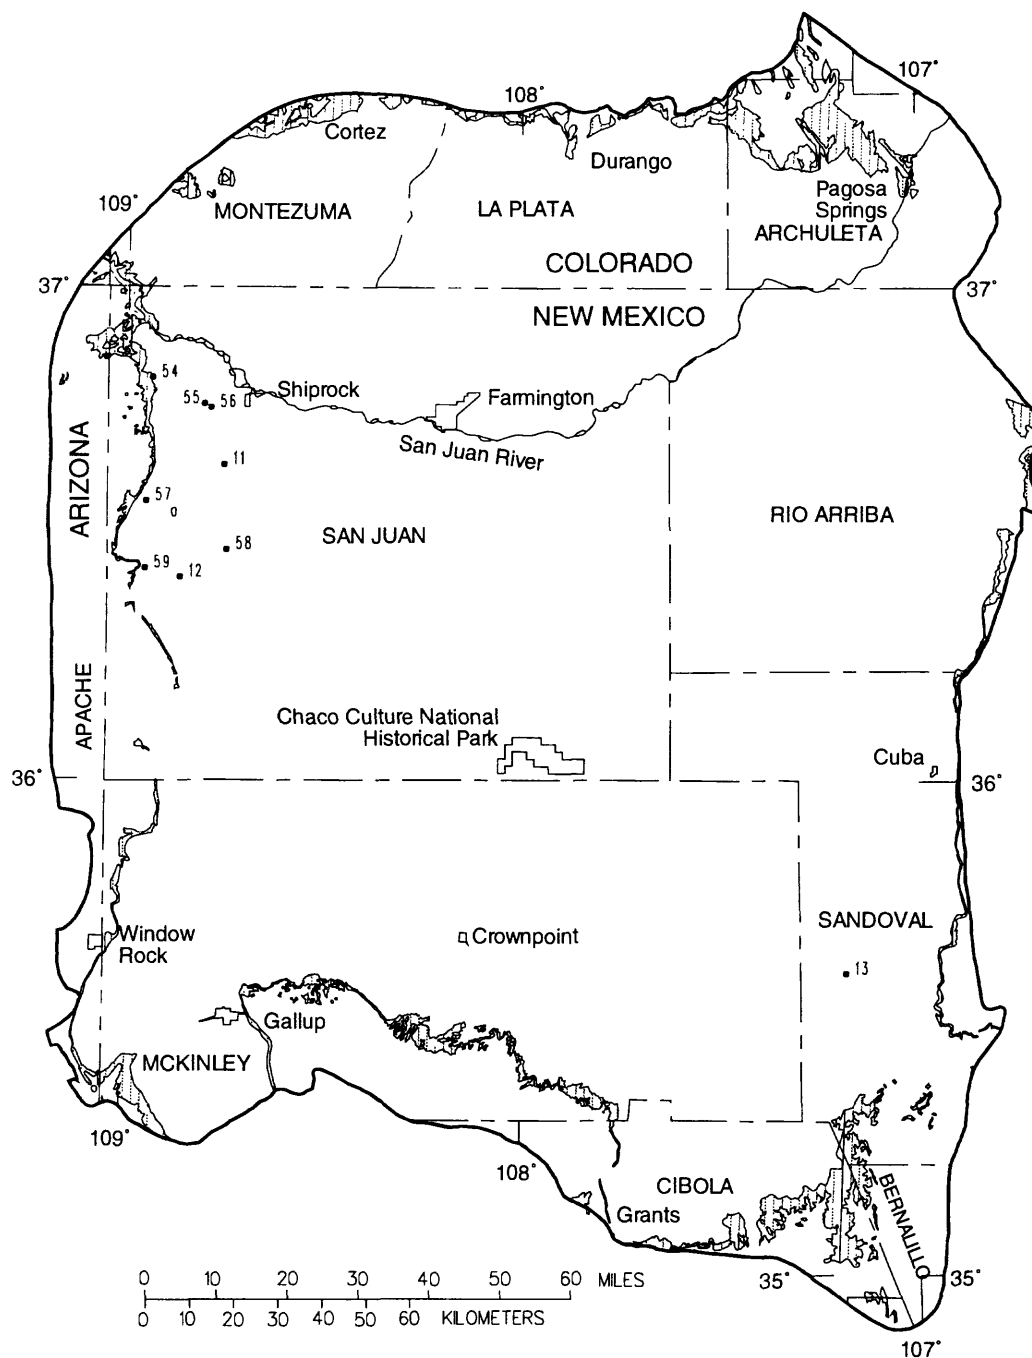 107°
108°
Cortez
Durango
109°
MONTEZUMA
LA PLATA
Pagosa
Springs
ARCHULETA
COLORADO
37°
37°
NEW MEXICO
54
Shiprock
55
56
Farmington
San Juan River
ARIZONA
11
57
RIO ARRIBA
SAN JUAN
58
59
12
APACHE
Chaco Culture National
Historical Park
Cuba
36°
36°
SANDOVAL
Window
Rock
Crownpoint
13
Gallup
MCKINLEY
109°
108°
CIBOLA
BERNALILLO
Grants
35°
35°
0 10 20 30 40 50 60 MILES
0 10 20 30 40 50 60 KILOMETERS
107°